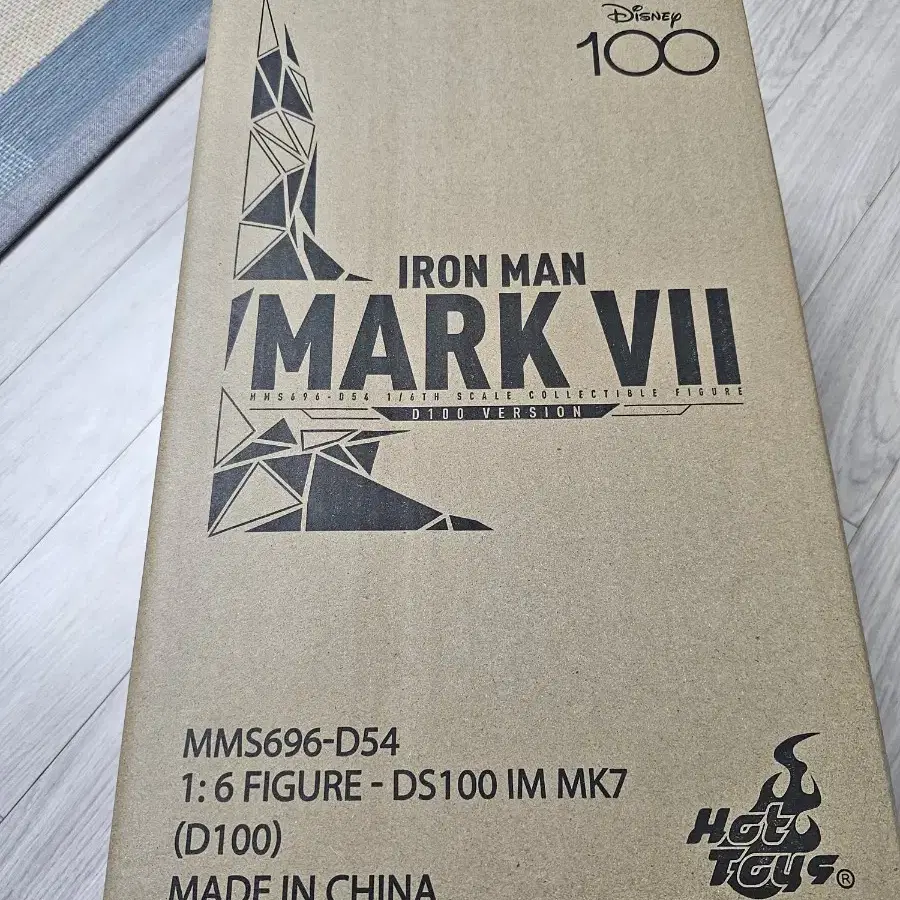 Disney
100
IRON MAN
MARK VII
MMS696-D54 1/6TH SCALE COLLECTIBLE FIGURE
D100 VERSION
MMS696-D54
1: 6 FIGURE - DS100 IM MK7
(D100)
MADE IN CHINA
Hot
Toys®